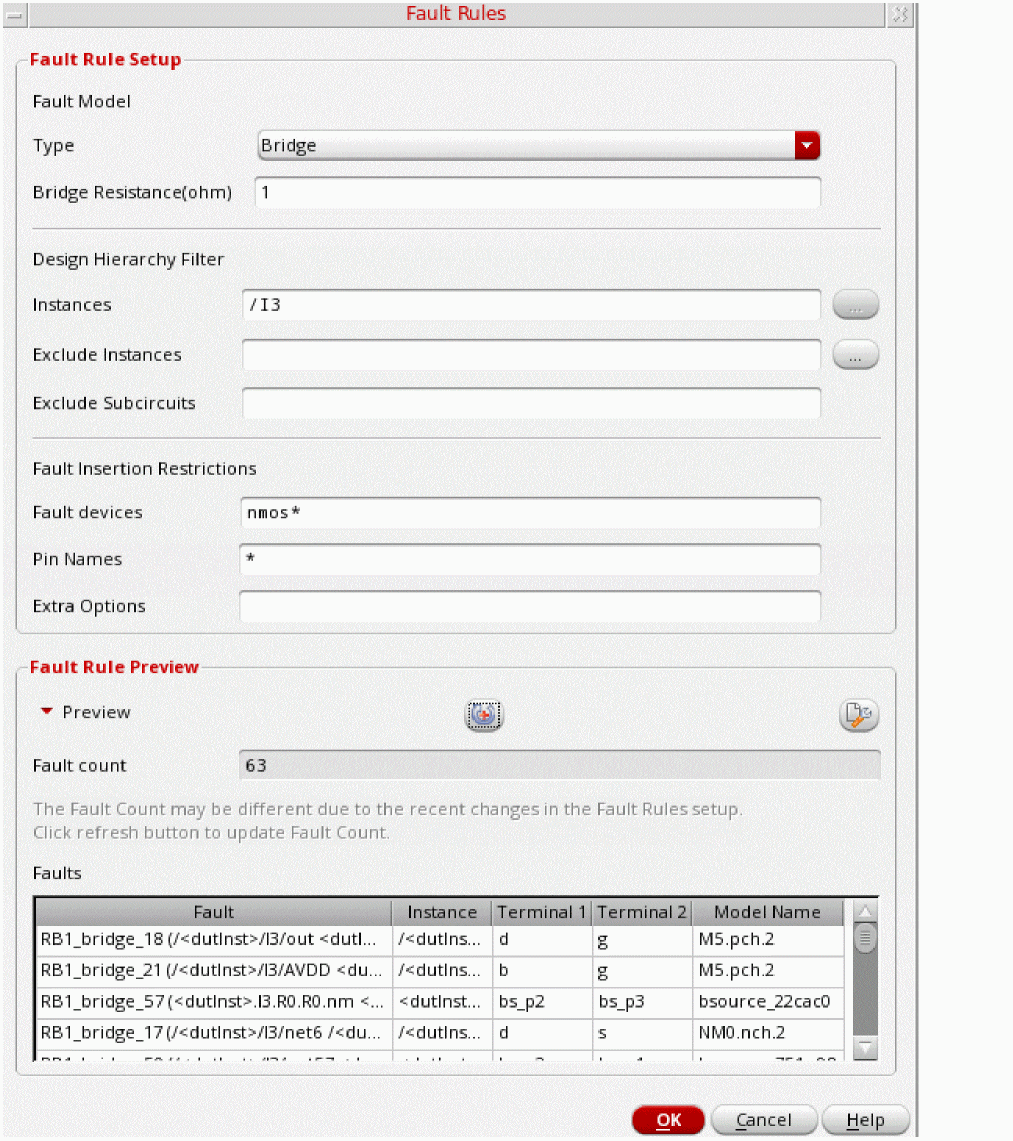 Fault Rules
Fault Rule Setup
Fault Model
Type Bridge
Bridge Resistance(ohm) 1
Design Hierarchy Filter
Instances /I3 ...
Exclude Instances ...
Exclude Subcircuits
Fault Insertion Restrictions
Fault devices nmos*
Pin Names *
Extra Options
Fault Rule Preview
Preview
Fault count 63
The Fault Count may be different due to the recent changes in the Fault Rules setup.
Click refresh button to update Fault Count.
Faults
Fault Instance Terminal 1 Terminal 2 Model Name
RB1_bridge_18 (/<dutInst>/I3/out <dutI... /<dutIns... d g M5.pch.2
RB1_bridge_21 (/<dutInst>/I3/AVDD <du... /<dutIns... b g M5.pch.2
RB1_bridge_57 (<dutInst>.I3.R0.R0.nm <... <dutInst... bs_p2 bs_p3 bsource_22cac0
RB1_bridge_17 (/<dutInst>/I3/net6 /<du... /<dutIns... d s NM0.nch.2
OK Cancel Help